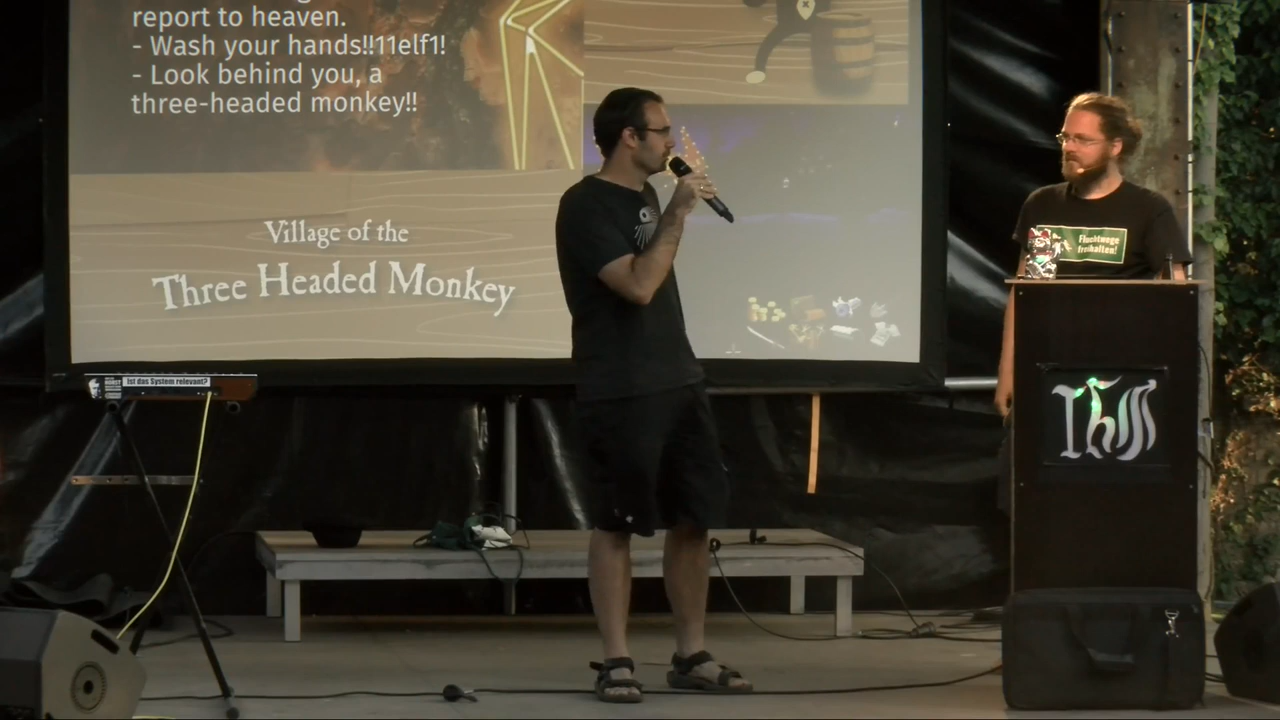 report to heaven.
- Wash your hands!!11elf1!
- Look behind you, a
three-headed monkey!!
Village of the
Three Headed Monkey
Fluchtwege
freihalten!
Ist das System relevant?